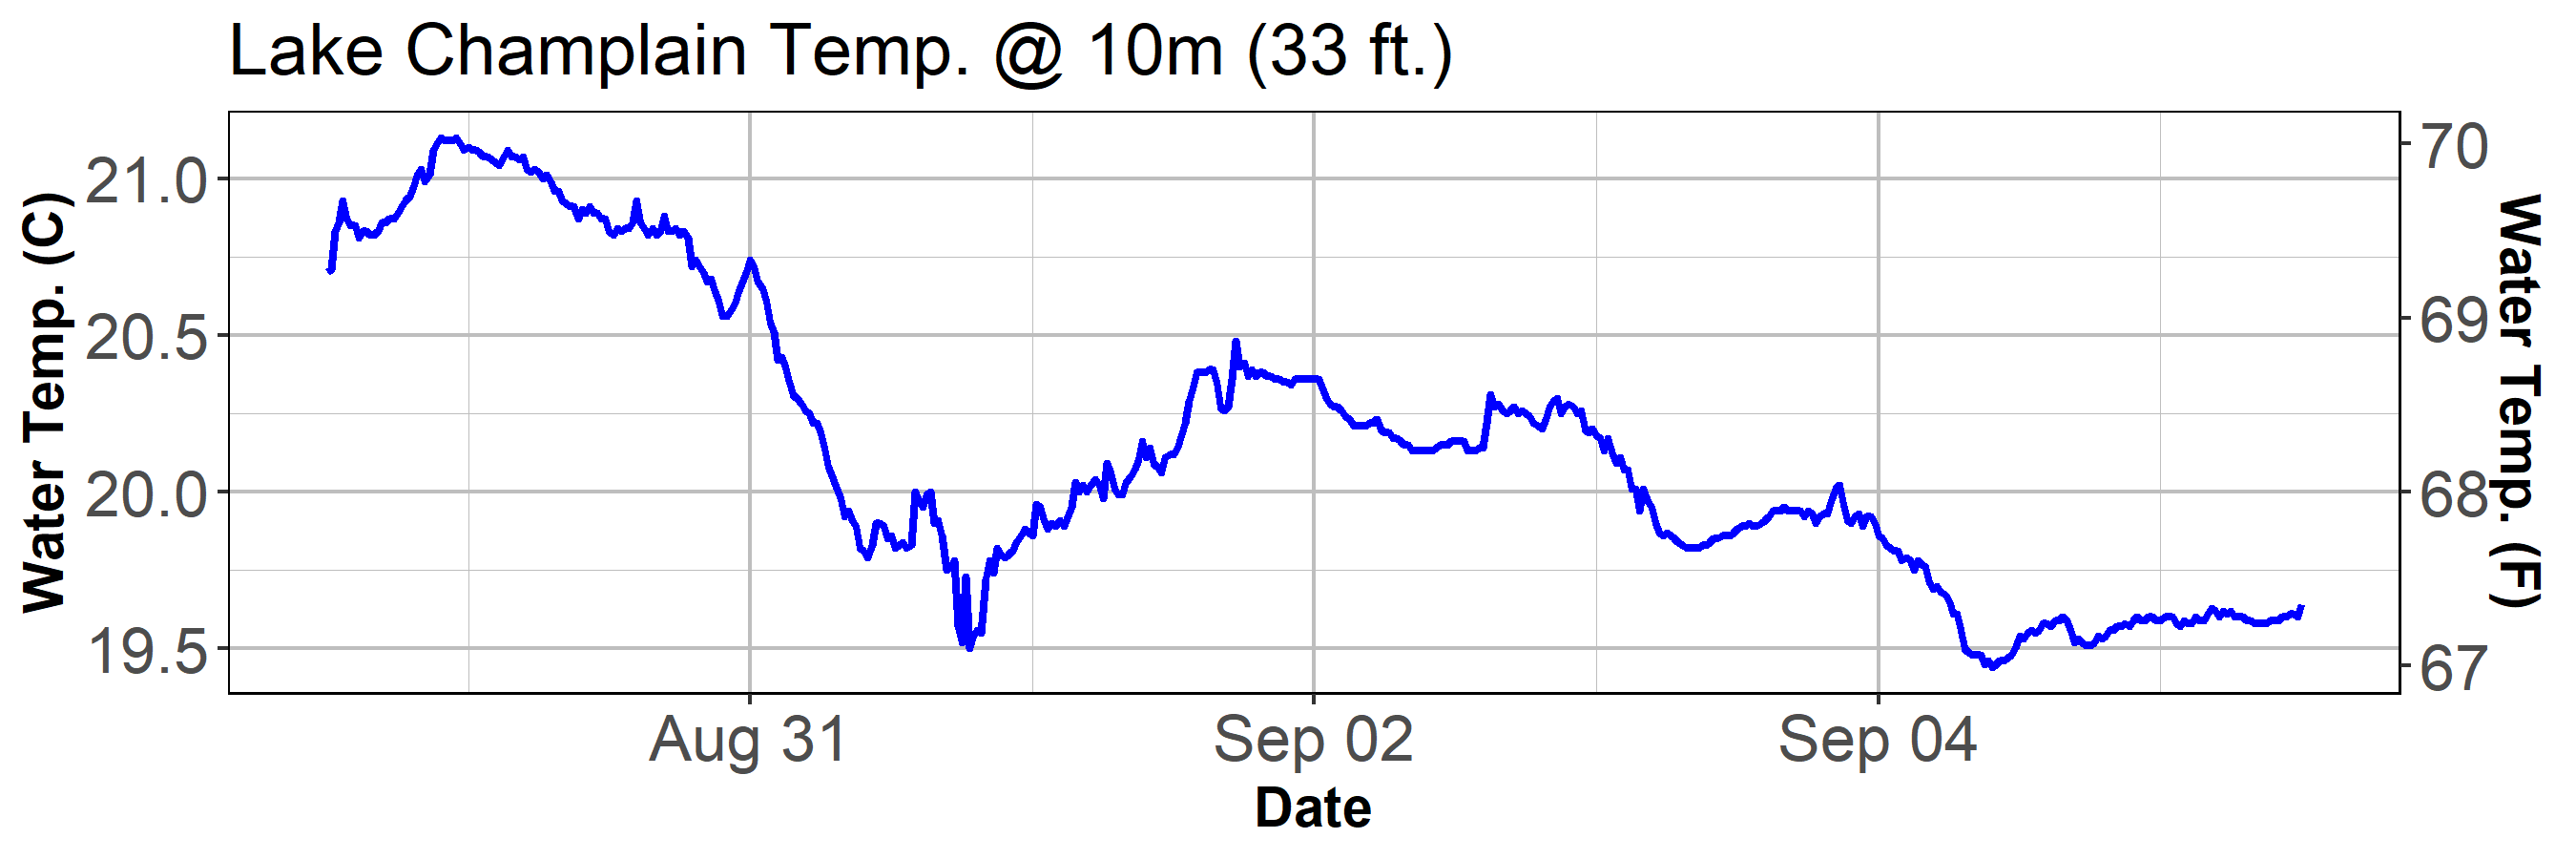 Lake Champlain Temp. @ 10m (33 ft.)
Water Temp. (C)
21.0
20.5
20.0
19.5
70
69
68
67
Water Temp. (F)
Aug 31
Sep 02
Sep 04
Date